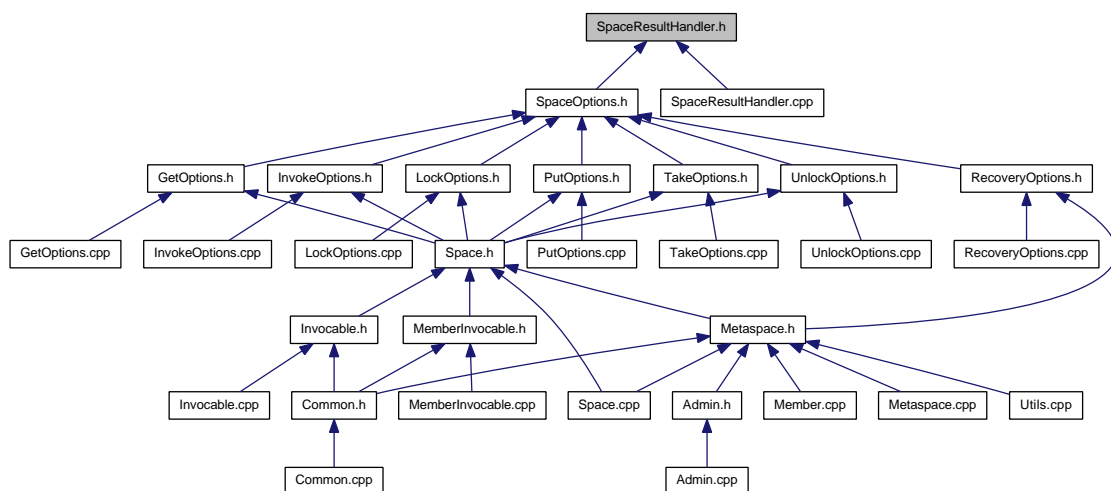 SpaceResultHandler.h
SpaceOptions.h
SpaceResultHandler.cpp
GetOptions.h
InvokeOptions.h
LockOptions.h
PutOptions.h
TakeOptions.h
UnlockOptions.h
RecoveryOptions.h
GetOptions.cpp
InvokeOptions.cpp
LockOptions.cpp
Space.h
PutOptions.cpp
TakeOptions.cpp
UnlockOptions.cpp
RecoveryOptions.cpp
Invocable.h
MemberInvocable.h
Metaspace.h
Invocable.cpp
Common.h
MemberInvocable.cpp
Space.cpp
Admin.h
Member.cpp
Metaspace.cpp
Utils.cpp
Common.cpp
Admin.cpp